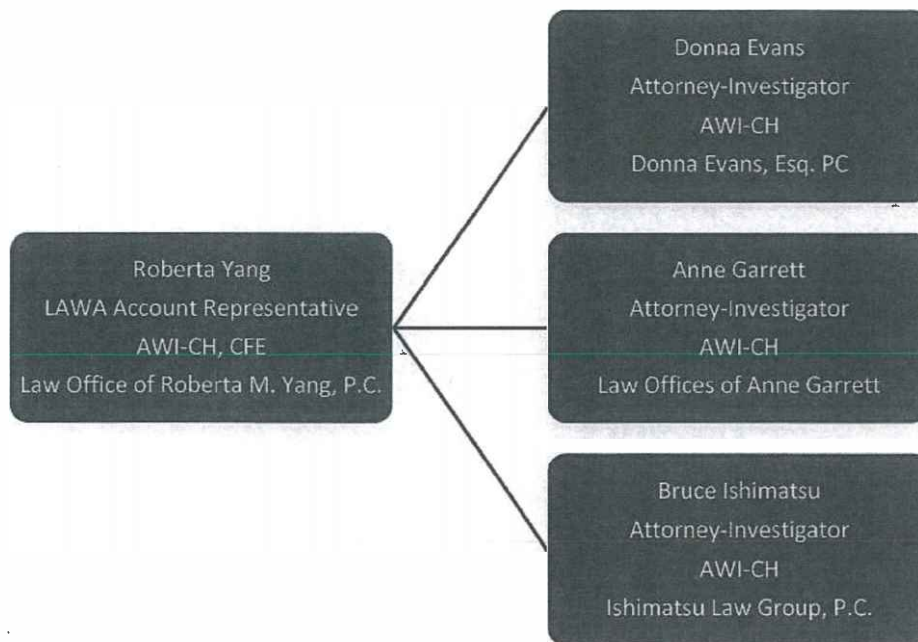 Roberta Yang
LAWA Account Representative
AWI-CH, CFE
Law Office of Roberta M. Yang, P.C.
Donna Evans
Attorney-Investigator
AWI-CH
Donna Evans, Esq. PC
Anne Garrett
Attorney-Investigator
AWI-CH
Law Offices of Anne Garrett
Bruce Ishimatsu
Attorney-Investigator
AWI-CH
Ishimatsu Law Group, P.C.